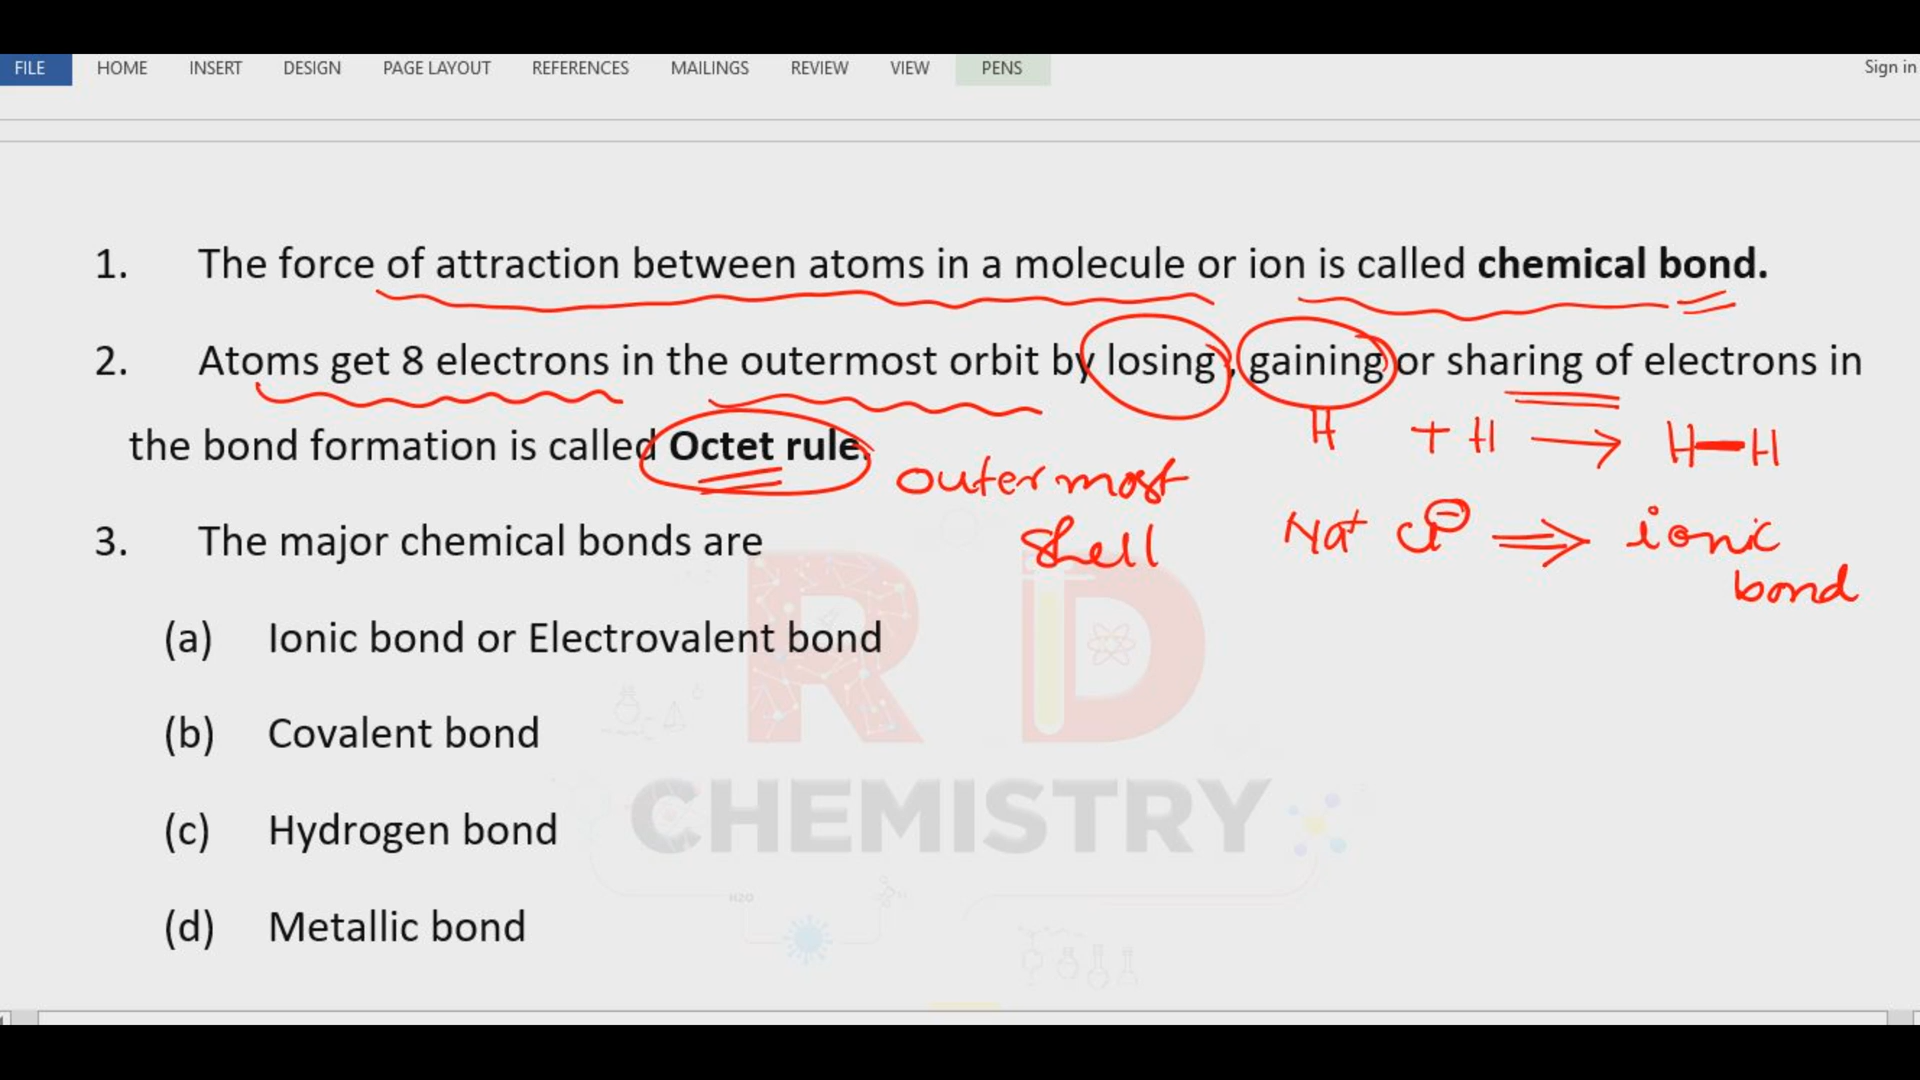 FILE HOME INSERT DESIGN PAGE LAYOUT REFERENCES MAILINGS REVIEW VIEW PENS Sign in
1. The force of attraction between atoms in a molecule or ion is called chemical bond.
2. Atoms get 8 electrons in the outermost orbit by losing, gaining or sharing of electrons in
the bond formation is called Octet rule.
H + H → H—H
outermost
shell
Na+ Cl⊖ ⇒ ionic
bond
3. The major chemical bonds are
(a) Ionic bond or Electrovalent bond
(b) Covalent bond
(c) Hydrogen bond
(d) Metallic bond
RD
CHEMISTRY
H2O